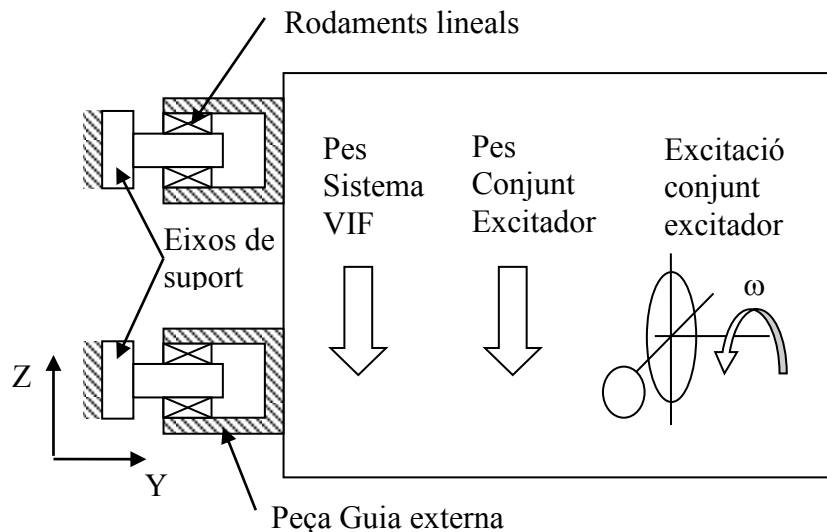 Rodaments lineals
Pes
Sistema
VIF
Pes
Conjunt
Excitador
Excitació
conjunt
excitador
Eixos de
suport
ω
Z
Y
Peça Guia externa